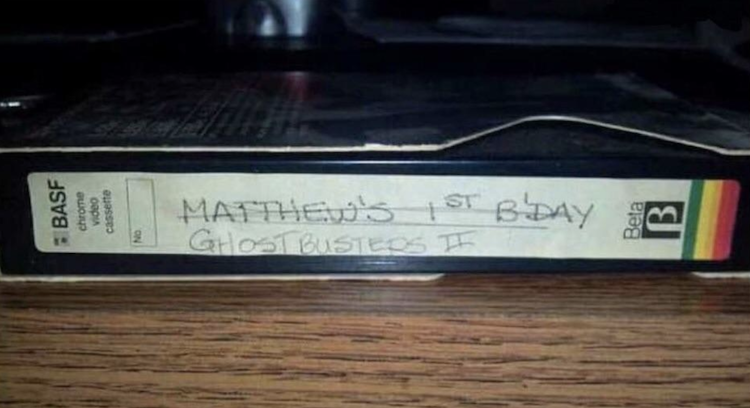 BASF
chrome
video
cassette
No.
MATTHEW'S 1ST B'DAY
GHOSTBUSTERS II
Beta
β